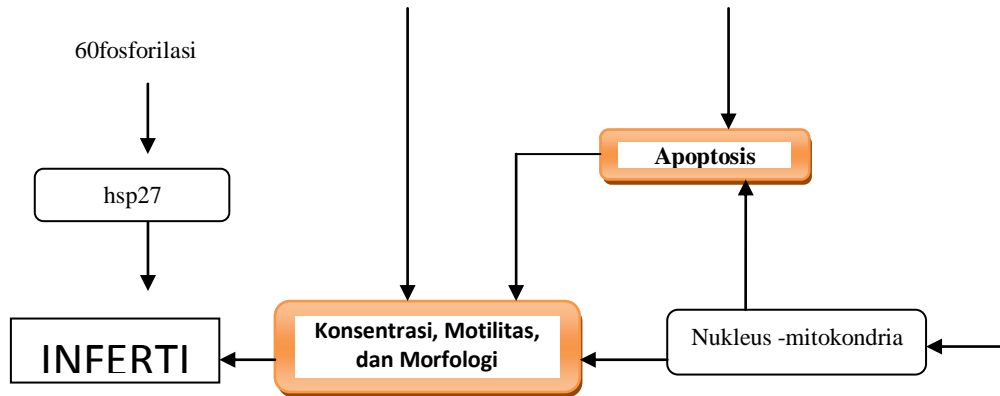 60fosforilasi
Apoptosis
hsp27
Konsentrasi, Motilitas,
dan Morfologi
Nukleus -mitokondria
INFERTI